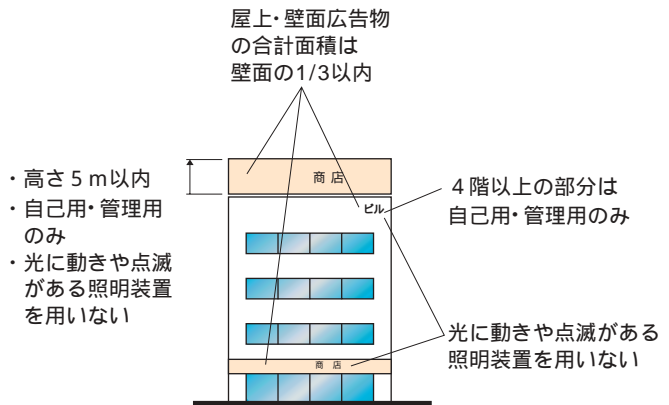 屋上・壁面広告物
の合計面積は
壁面の1/3以内
・高さ5m以内
・自己用・管理用
のみ
・光に動きや点滅
がある照明装置
を用いない
商店
ビル
4階以上の部分は
自己用・管理用のみ
光に動きや点滅がある
照明装置を用いない
商店